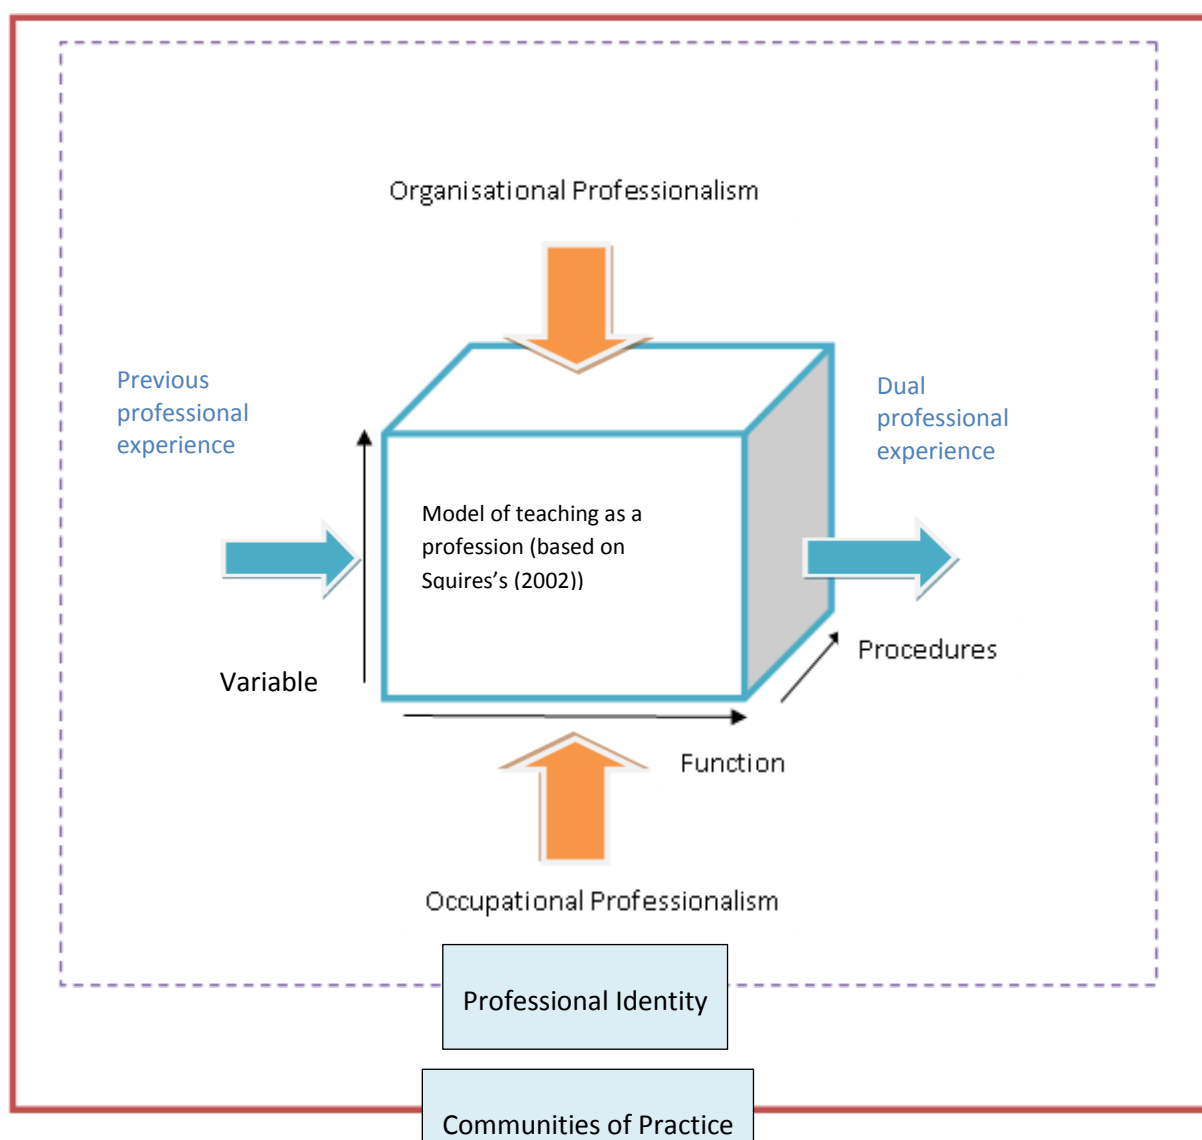 Organisational Professionalism
Previous
professional
experience
Dual
professional
experience
Model of teaching as a
profession (based on
Squires’s (2002))
Procedures
Variable
Function
Occupational Professionalism
Professional Identity
Communities of Practice